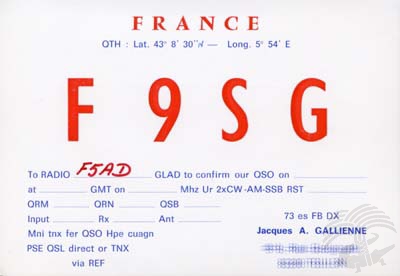 FRANCE
QTH : Lat. 43° 8' 30" N — Long. 5° 54' E
F9SG
To RADIO F5AD GLAD to confirm our QSO on
at GMT on Mhz Ur 2xCW-AM-SSB RST
QRM QRN QSB
Input Rx Ant
73 es FB DX
Mni tnx fer QSO Hpe cuagn
Jacques A. GALLIENNE
PSE QSL direct or TNX
via REF